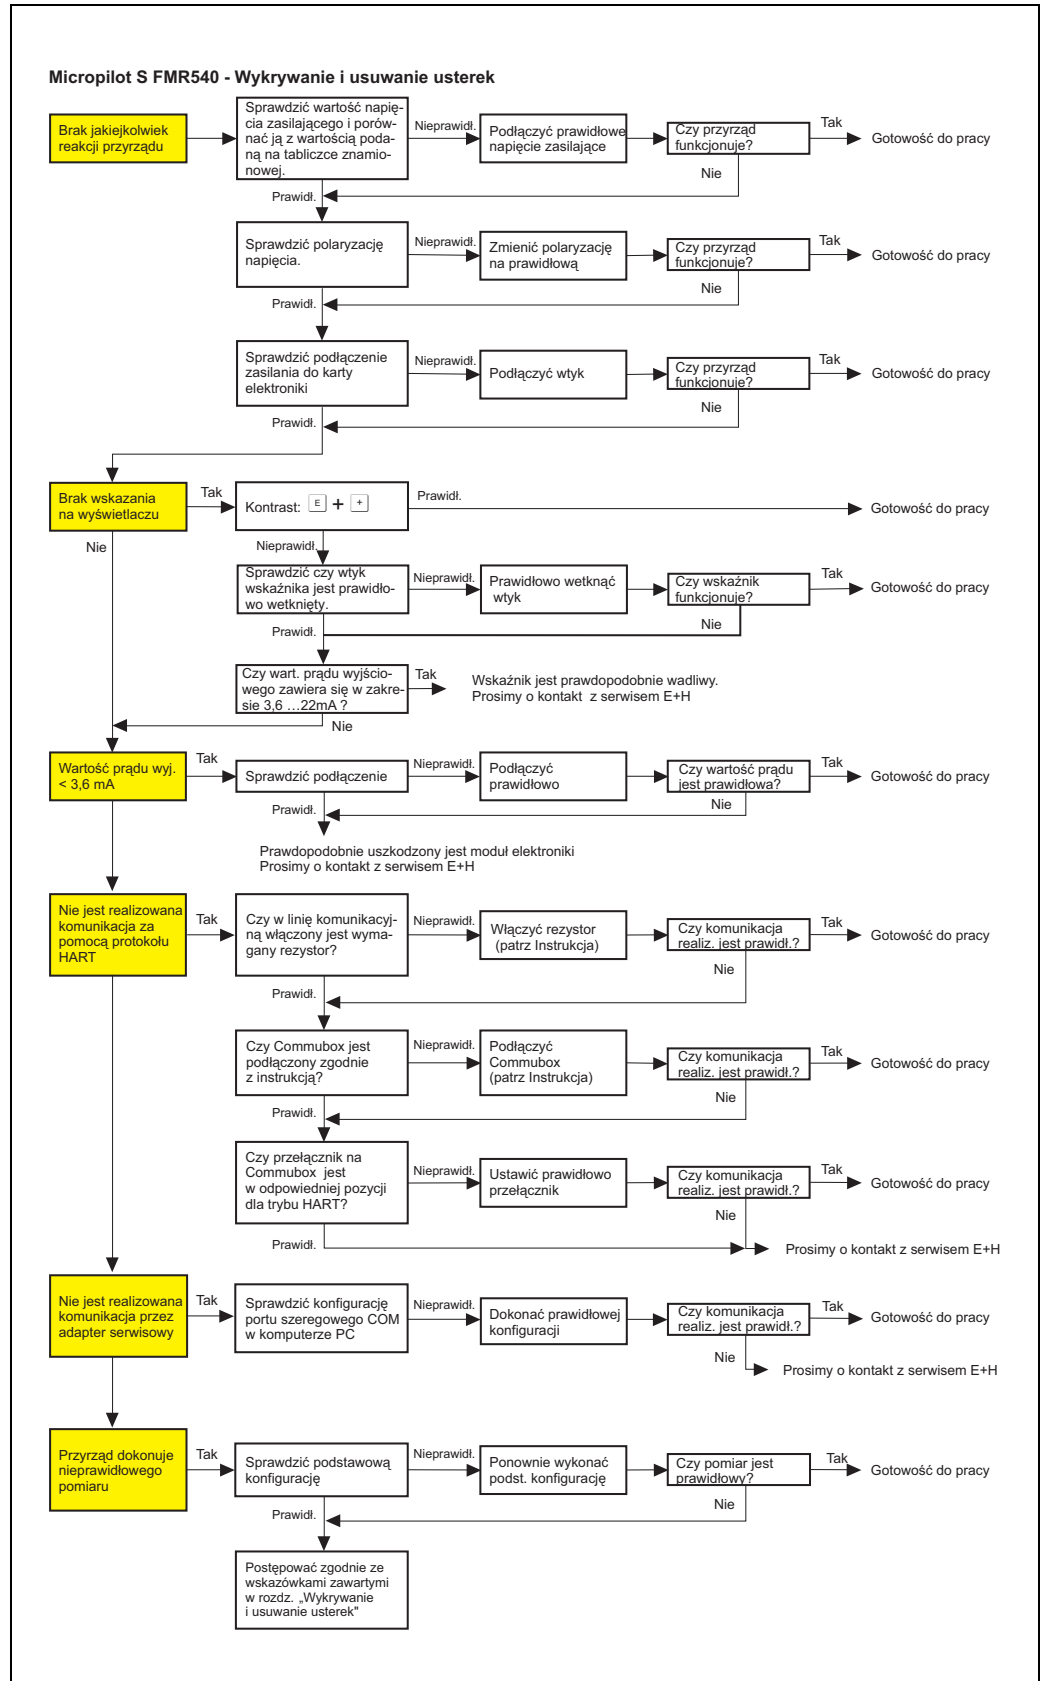 Micropilot S FMR540 - Wykrywanie i usuwanie usterek
Brak jakiejkolwiek
reakcji przyrządu
Sprawdzić wartość napię-
cia zasilającego i porów-
nać ją z wartością poda-
ną na tabliczce znamio-
nowej.
Nieprawidł.
Podłączyć prawidłowe
napięcie zasilające
Czy przyrząd
funkcjonuje?
Tak
Gotowość do pracy
Nie
Prawidł.
Sprawdzić polaryzację
napięcia.
Nieprawidł.
Zmienić polaryzację
na prawidłową
Czy przyrząd
funkcjonuje?
Tak
Gotowość do pracy
Nie
Prawidł.
Sprawdzić podłączenie
zasilania do karty
elektroniki
Nieprawidł.
Podłączyć wtyk
Czy przyrząd
funkcjonuje?
Tak
Gotowość do pracy
Nie
Prawidł.
Brak wskazania
na wyświetlaczu
Tak
Kontrast: E + +
Prawidł.
Gotowość do pracy
Nie
Nieprawidł.
Sprawdzić czy wtyk
wskaźnika jest prawidło-
wo wetknięty.
Nieprawidł.
Prawidłowo wetknąć
wtyk
Czy wskaźnik
funkcjonuje?
Tak
Gotowość do pracy
Nie
Prawidł.
Czy wart. prądu wyjścio-
wego zawiera się w zakre-
sie 3,6 ...22mA ?
Tak
Wskaźnik jest prawdopodobnie wadliwy.
Prosimy o kontakt z serwisem E+H
Nie
Wartość prądu wyj.
< 3,6 mA
Tak
Sprawdzić podłączenie
Nieprawidł.
Podłączyć
prawidłowo
Czy wartość prądu
jest prawidłowa?
Tak
Gotowość do pracy
Nie
Prawidł.
Prawdopodobnie uszkodzony jest moduł elektroniki
Prosimy o kontakt z serwisem E+H
Nie jest realizowana
komunikacja za
pomocą protokołu
HART
Tak
Czy w linię komunikacyj-
ną włączony jest wyma-
gany rezystor?
Nieprawidł.
Włączyć rezystor
(patrz Instrukcja)
Czy komunikacja
realiz. jest prawidł.?
Tak
Gotowość do pracy
Nie
Prawidł.
Czy Commubox jest
podłączony zgodnie
z instrukcją?
Nieprawidł.
Podłączyć
Commubox
(patrz Instrukcja)
Czy komunikacja
realiz. jest prawidł.?
Tak
Gotowość do pracy
Nie
Prawidł.
Czy przełącznik na
Commubox jest
w odpowiedniej pozycji
dla trybu HART?
Nieprawidł.
Ustawić prawidłowo
przełącznik
Czy komunikacja
realiz. jest prawidł.?
Tak
Gotowość do pracy
Nie
Prawidł.
Prosimy o kontakt z serwisem E+H
Nie jest realizowana
komunikacja przez
adapter serwisowy
Tak
Sprawdzić konfigurację
portu szeregowego COM
w komputerze PC
Nieprawidł.
Dokonać prawidłowej
konfiguracji
Czy komunikacja
realiz. jest prawidł.?
Tak
Gotowość do pracy
Nie
Prosimy o kontakt z serwisem E+H
Przyrząd dokonuje
nieprawidłowego
pomiaru
Tak
Sprawdzić podstawową
konfigurację
Nieprawidł.
Ponownie wykonać
podst. konfigurację
Czy pomiar jest
prawidłowy?
Tak
Gotowość do pracy
Nie
Prawidł.
Postępować zgodnie ze
wskazówkami zawartymi
w rozdz. „Wykrywanie
i usuwanie usterek"